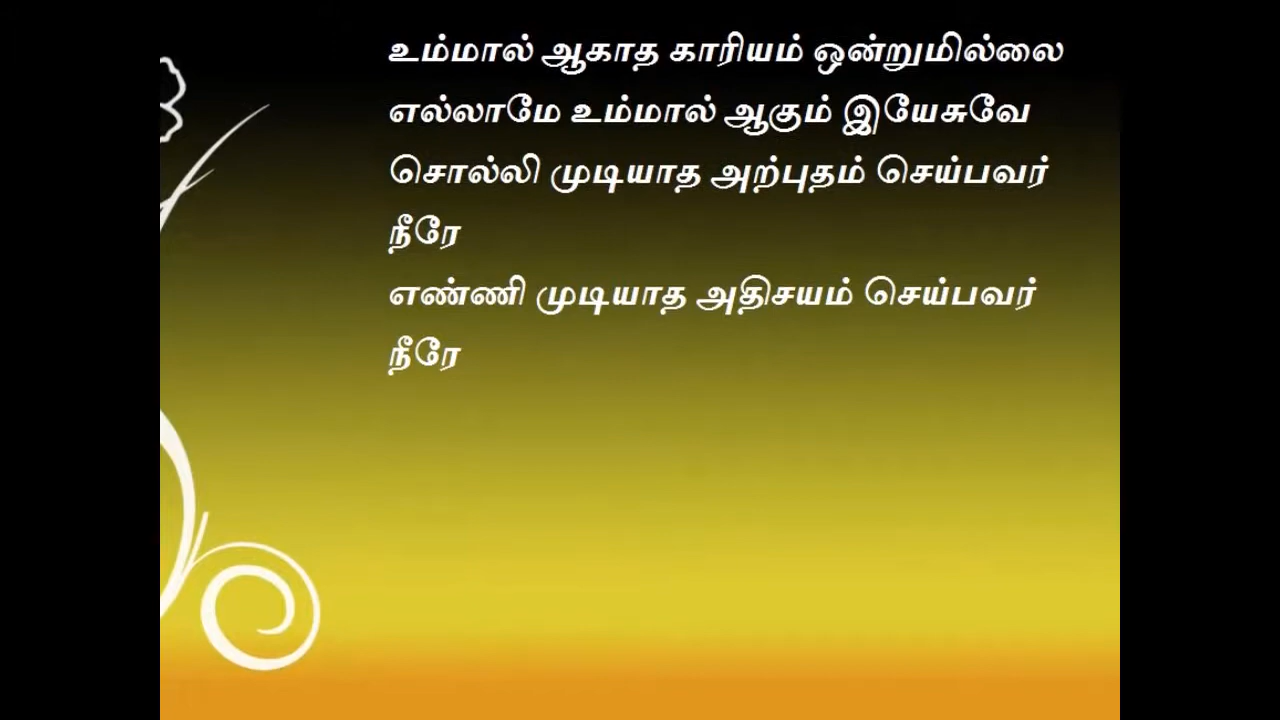 உம்மால் ஆகாத காரியம் ஒன்றுமில்லை
எல்லாமே உம்மால் ஆகும் இயேசுவே
சொல்லி முடியாத அற்புதம் செய்பவர்
நீரே
எண்ணி முடியாத அதிசயம் செய்பவர்
நீரே